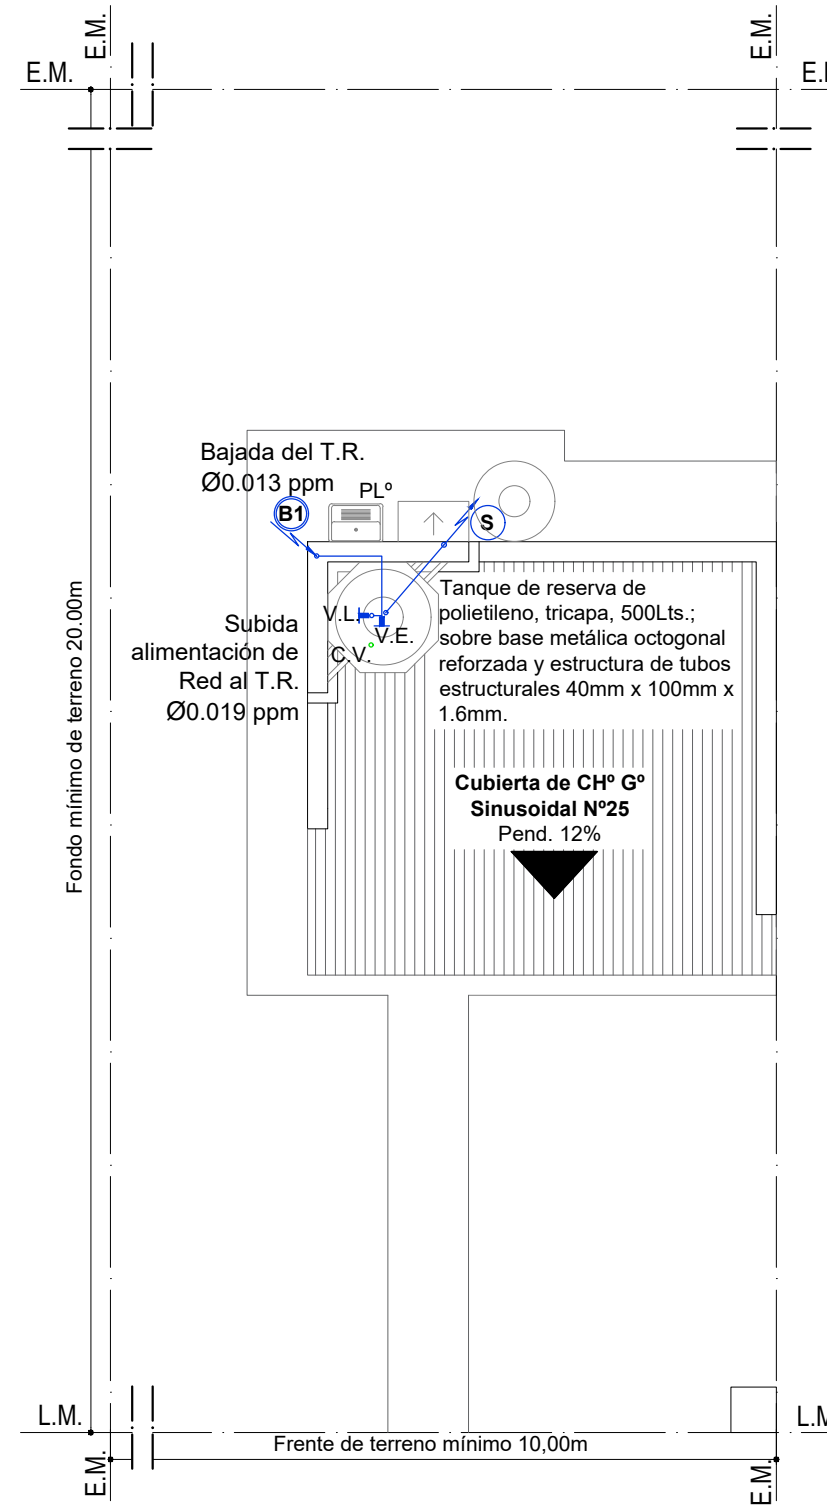 E.M.
E.M.
E.M.
Bajada del T.R.
Ø0.013 ppm
PLº
B1
S
Tanque de reserva de
polietileno, tricapa, 500Lts.;
sobre base metálica octogonal
reforzada y estructura de tubos
estructurales 40mm x 100mm x
1.6mm.
V.L.
V.E.
C.V.
Subida
alimentación de
Red al T.R.
Ø0.019 ppm
Fondo mínimo de terreno 20.00m
Cubierta de CHº Gº
Sinusoidal Nº25
Pend. 12%
L.M.
Frente de terreno mínimo 10,00m
E.M.
E.M.